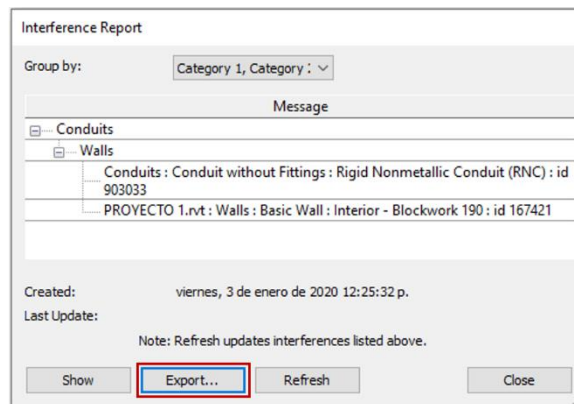 Interference Report
Group by: Category 1, Category :
Message
Conduits
Walls
Conduits : Conduit without Fittings : Rigid Nonmetallic Conduit (RNC) : id
903033
PROYECTO 1.rvt : Walls : Basic Wall : Interior - Blockwork 190 : id 167421
Created: viernes, 3 de enero de 2020 12:25:32 p.
Last Update:
Note: Refresh updates interferences listed above.
Show Export... Refresh Close